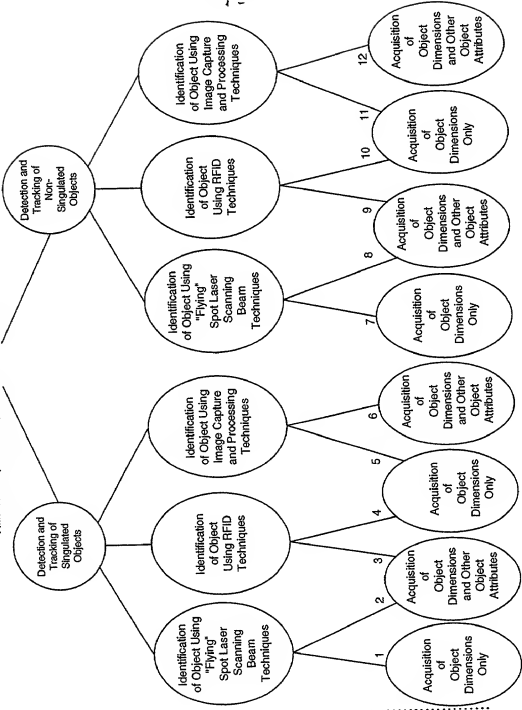 Detection and
Tracking of
Singulated
Objects
Detection and
Tracking of
Non-
Singulated
Objects
Identification
of Object Using
"Flying"
Spot Laser
Scanning
Beam
Techniques
Identification
of Object
Using RFID
Techniques
Identification
of Object Using
Image Capture
and Processing
Techniques
Identification
of Object Using
"Flying"
Spot Laser
Scanning
Beam
Techniques
Identification
of Object
Using RFID
Techniques
Identification
of Object Using
Image Capture
and Processing
Techniques
1
2
3
4
5
6
7
8
9
10
11
12
Acquisition
of
Object
Dimensions
Only
Acquisition
of
Object
Dimensions
and Other
Object
Attributes
Acquisition
of
Object
Dimensions
Only
Acquisition
of
Object
Dimensions
and Other
Object
Attributes
Acquisition
of
Object
Dimensions
Only
Acquisition
of
Object
Dimensions
and Other
Object
Attributes
Acquisition
of
Object
Dimensions
Only
Acquisition
of
Object
Dimensions
and Other
Object
Attributes